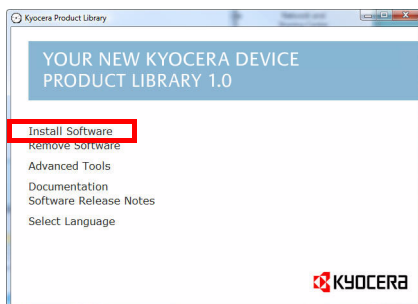 Kyocera Product Library
YOUR NEW KYOCERA DEVICE
PRODUCT LIBRARY 1.0
Install Software
Remove Software
Advanced Tools
Documentation
Software Release Notes
Select Language
KYOCERA